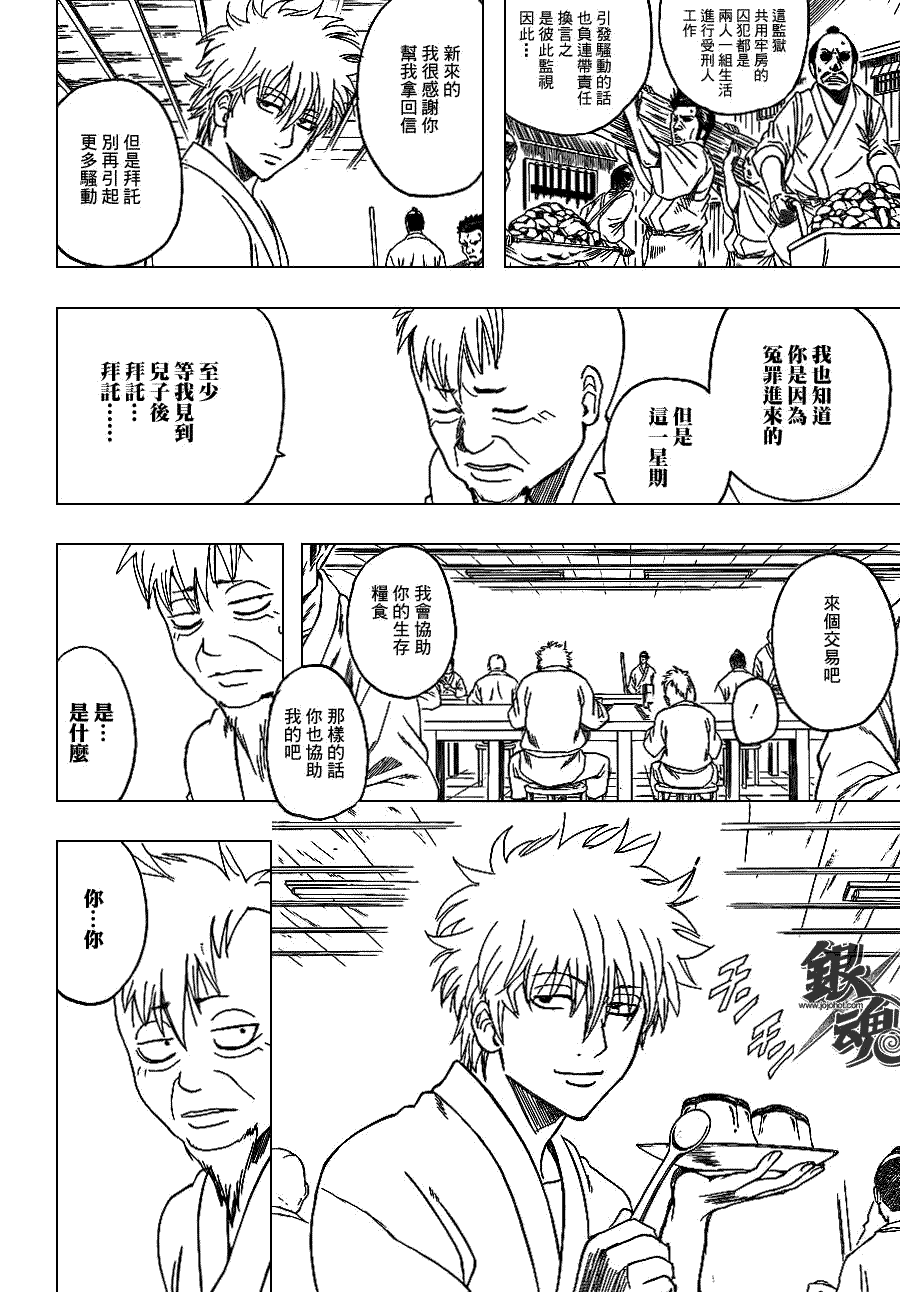 這監獄
共用牢房的
囚犯都是
兩人一組生活
進行受刑人
工作
引發騷動的話
也負連帶責任
換言之
是彼此監視
因此…
新來的
我很感謝你
幫我拿回信
但是拜託
別再引起
更多騷動
我也知道
你是因為
冤罪進來的
但是
這一星期
至少
等我見到
兒子後
拜託…
拜託……
來個交易吧
！
我會協助
你的生存
糧食
那樣的話
你也協助
我的吧
是…
是什麼
銀魂
www.jojohot.com
你…你